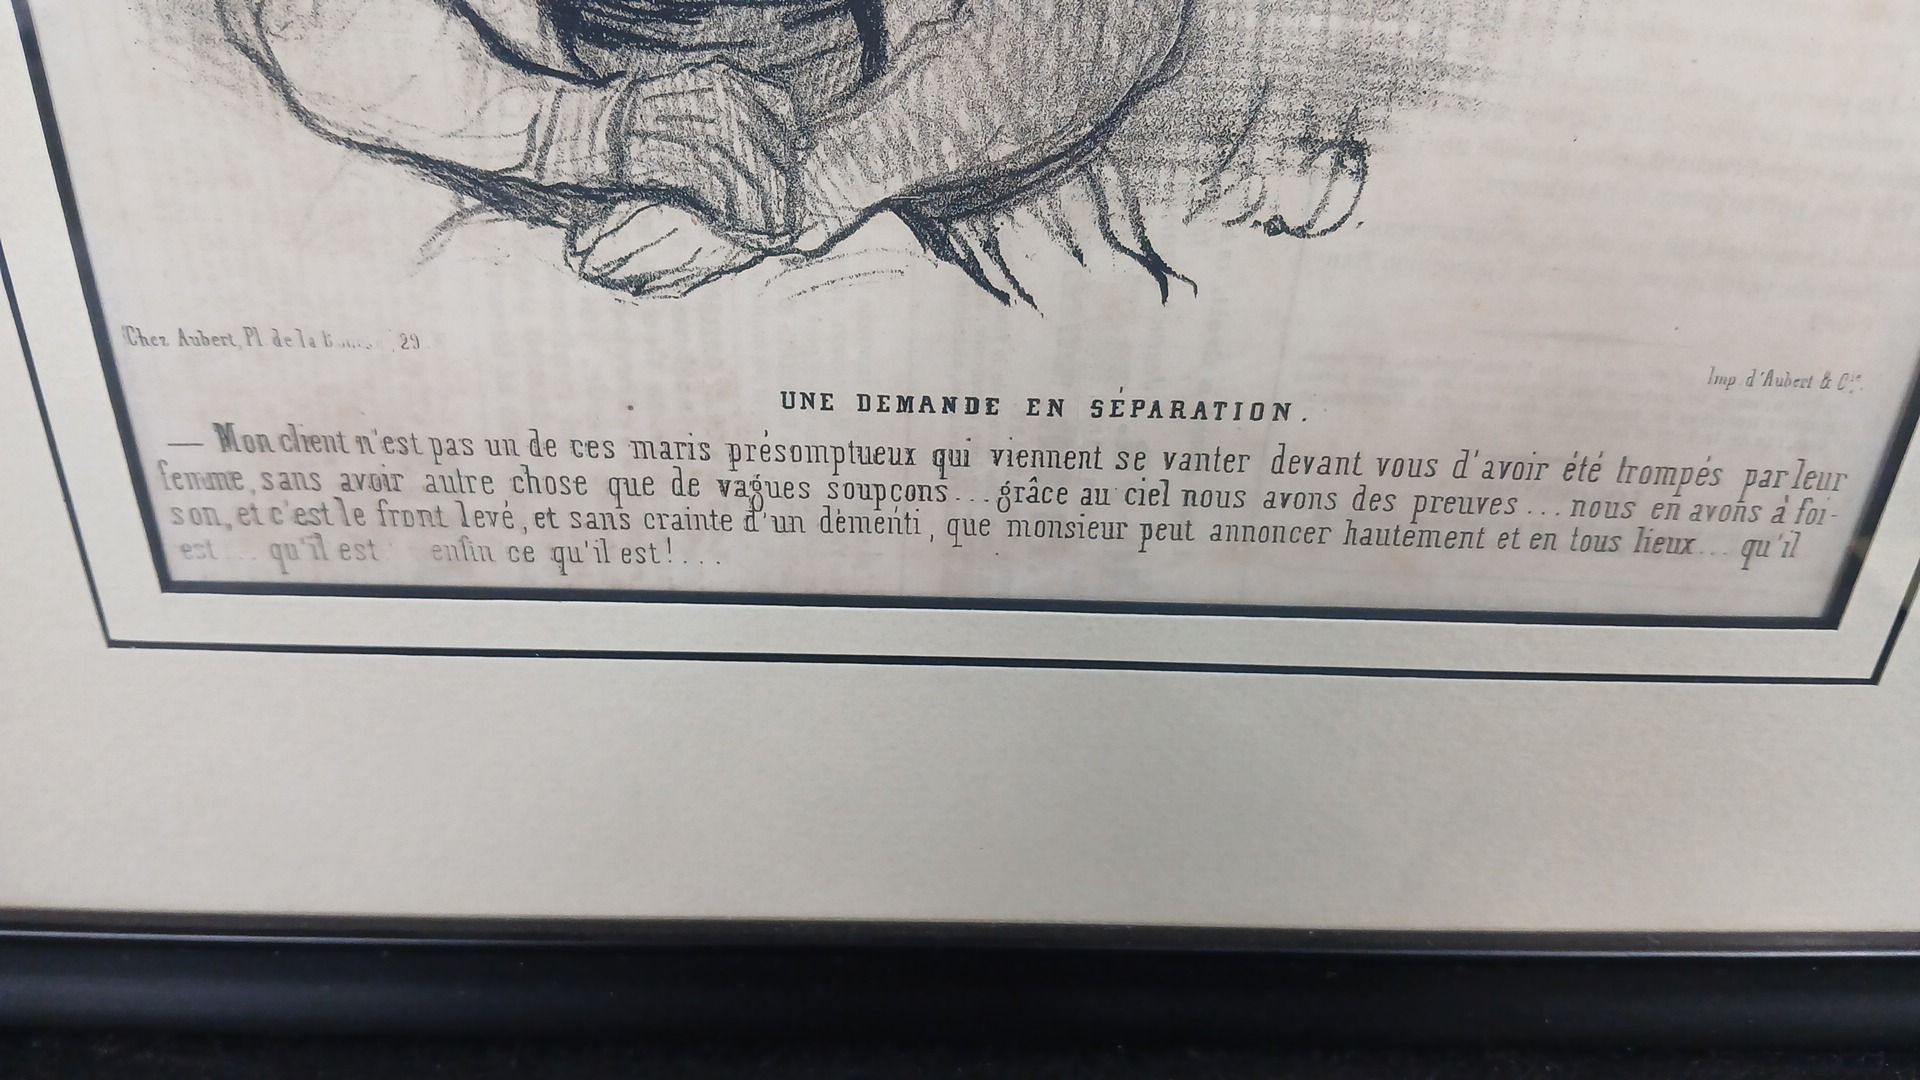 Chez Aubert, Pl. de la 29
Imp. d'Aubert & Cie.
UNE DEMANDE EN SÉPARATION.
— Mon client n'est pas un de ces maris présomptueux qui viennent se vanter devant vous d'avoir été trompés par leur
femme, sans avoir autre chose que de vagues soupçons... grâce au ciel nous avons des preuves... nous en avons à foi-
son, et c'est le front levé, et sans crainte d'un démenti, que monsieur peut annoncer hautement et en tous lieux... qu'il
est... qu'il est enfin ce qu'il est!....